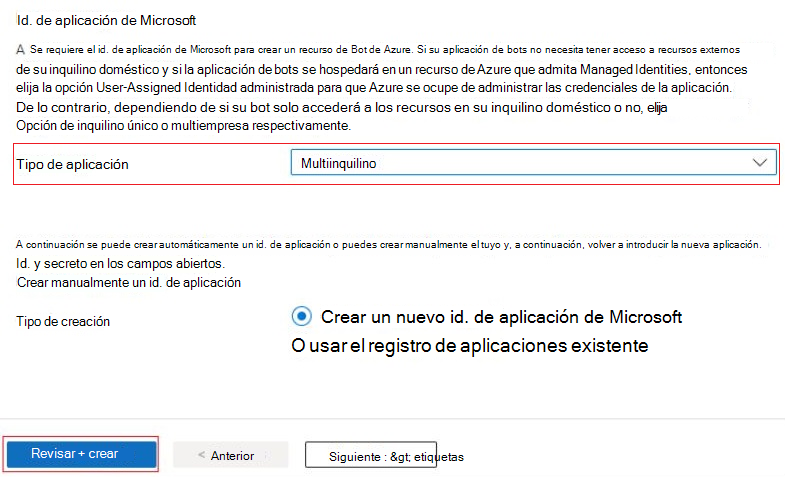 Id. de aplicación de Microsoft
A Se requiere el id. de aplicación de Microsoft para crear un recurso de Bot de Azure. Si su aplicación de bots no necesita tener acceso a recursos externos
de su inquilino doméstico y si la aplicación de bots se hospedará en un recurso de Azure que admita Managed Identities, entonces
elija la opción User-Assigned Identidad administrada para que Azure se ocupe de administrar las credenciales de la aplicación.
De lo contrario, dependiendo de si su bot solo accederá a los recursos en su inquilino doméstico o no, elija
Opción de inquilino único o multiempresa respectivamente.
Tipo de aplicación
Multiinquilino
A continuación se puede crear automáticamente un id. de aplicación o puedes crear manualmente el tuyo y, a continuación, volver a introducir la nueva aplicación.
Id. y secreto en los campos abiertos.
Crear manualmente un id. de aplicación
Tipo de creación
Crear un nuevo id. de aplicación de Microsoft
O usar el registro de aplicaciones existente
Revisar + crear
< Anterior
Siguiente : &gt; etiquetas